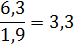 6,3/1,9 = 3,3